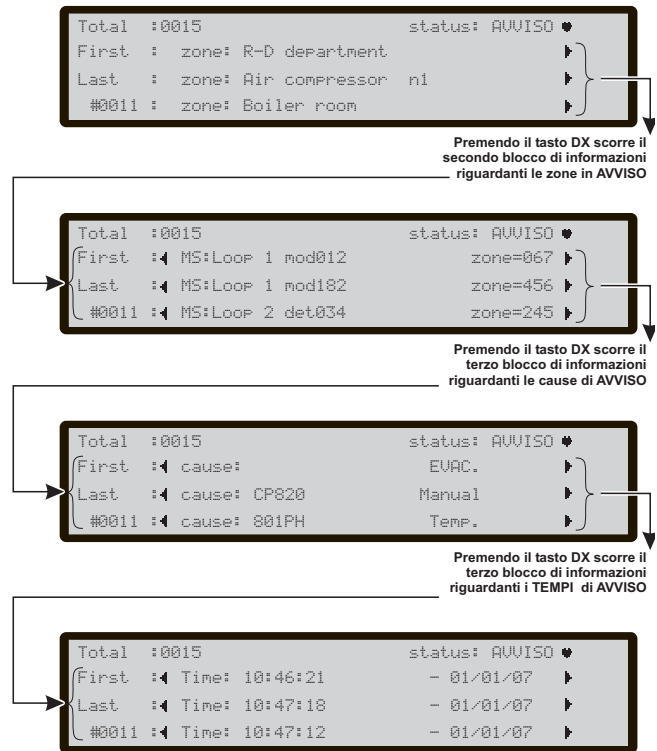 Total :0015 status: AVVISO
First : zone: R-D department
Last : zone: Air compressor n1
#0011 : zone: Boiler room
Premendo il tasto DX scorre il
secondo blocco di informazioni
riguardanti le zone in AVVISO
Total :0015 status: AVVISO
First : MS:Loop 1 mod012 zone=067
Last : MS:Loop 1 mod182 zone=456
#0011 : MS:Loop 2 det034 zone=245
Premendo il tasto DX scorre il
terzo blocco di informazioni
riguardanti le cause di AVVISO
Total :0015 status: AVVISO
First : cause: EVAC.
Last : cause: CP820 Manual
#0011 : cause: 801PH Temp.
Premendo il tasto DX scorre il
terzo blocco di informazioni
riguardanti i TEMPI di AVVISO
Total :0015 status: AVVISO
First : Time: 10:46:21 - 01/01/07
Last : Time: 10:47:18 - 01/01/07
#0011 : Time: 10:47:12 - 01/01/07